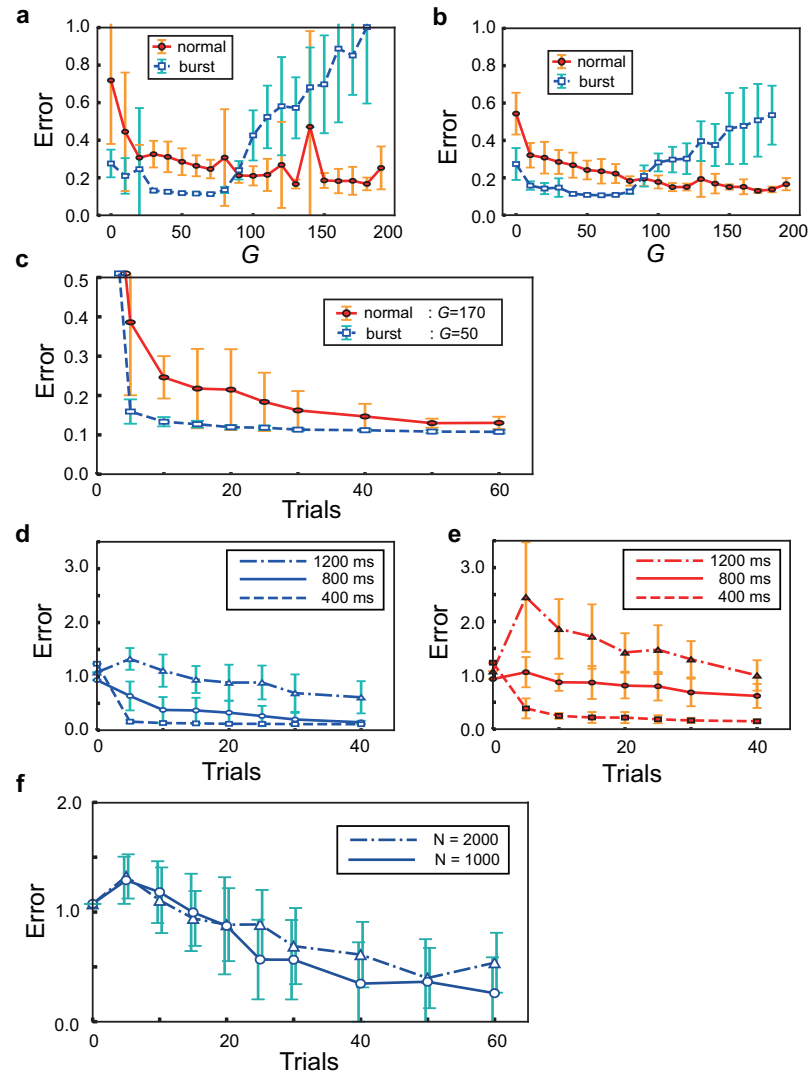 a
b
1.0
0.8
0.6
0.4
0.2
0.0
Error
normal
burst
0 50 100 150 200
G
1.0
0.8
0.6
0.4
0.2
0.0
Error
normal
burst
0 50 100 150 200
G
c
0.5
0.4
0.3
0.2
0.1
0.0
Error
normal : G=170
burst : G=50
0 20 40 60
Trials
d
3.0
2.0
1.0
0.0
Error
1200 ms
800 ms
400 ms
0 20 40
Trials
e
3.0
2.0
1.0
0.0
Error
1200 ms
800 ms
400 ms
0 20 40
Trials
f
2.0
1.0
0.0
Error
N = 2000
N = 1000
0 20 40 60
Trials